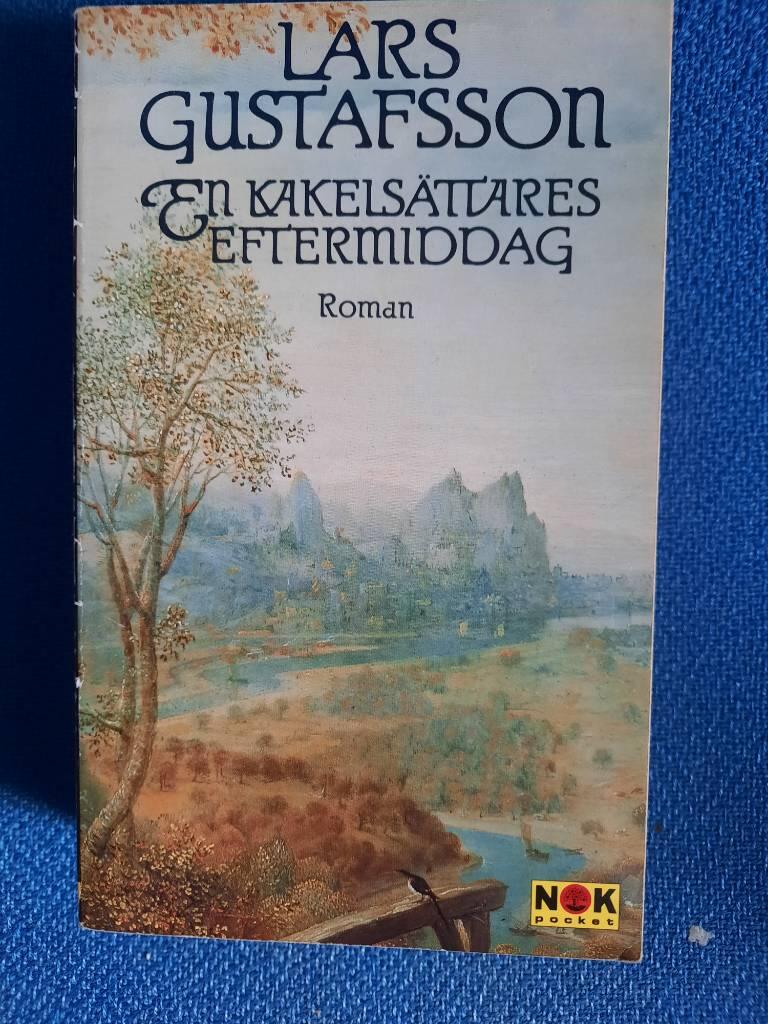 LARS
GUSTAFSSON
En KAKELSÄTTARES
EFTERMIDDAG
Roman
NOK
pocket